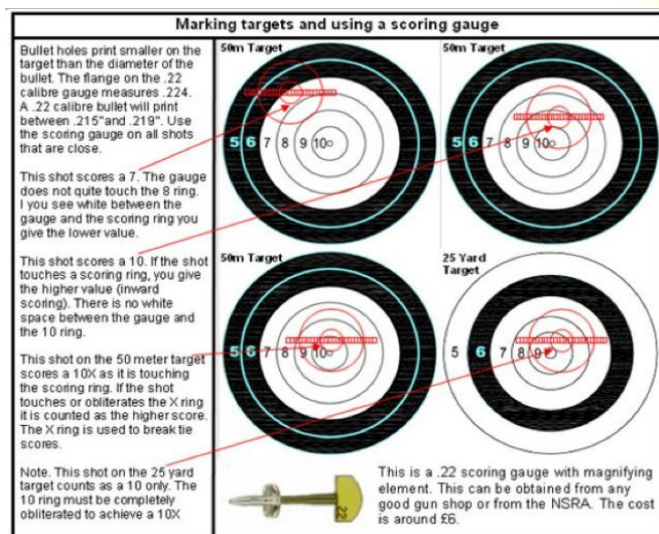 Marking targets and using a scoring gauge
Bullet holes print smaller on the
target than the diameter of the
bullet. The flange on the .22
calibre gauge measures .224.
A .22 calibre bullet will print
between .215"and .219". Use
the scoring gauge on all shots
that are close.
This shot scores a 7. The gauge
does not quite touch the 8 ring.
I you see white between the
gauge and the scoring ring you
give the lower value.
This shot scores a 10. If the shot
touches a scoring ring, you give
the higher value (inward
scoring). There is no white
space between the gauge and
the 10 ring.
This shot on the 50 meter target
scores a 10X as it is touching
the scoring ring. If the shot
touches or obliterates the X ring
it is counted as the higher score.
The X ring is used to break tie
scores.
Note. This shot on the 25 yard
target counts as a 10 only. The
10 ring must be completely
obliterated to achieve a 10X
50m Target
5 6 7 8 9 10
50m Target
5 6 7 8 9 10
50m Target
5 6 7 8 9 10
25 Yard
Target
5 6 7 8 9
22
This is a .22 scoring gauge with magnifying
element. This can be obtained from any
good gun shop or from the NSRA. The cost
is around £6.